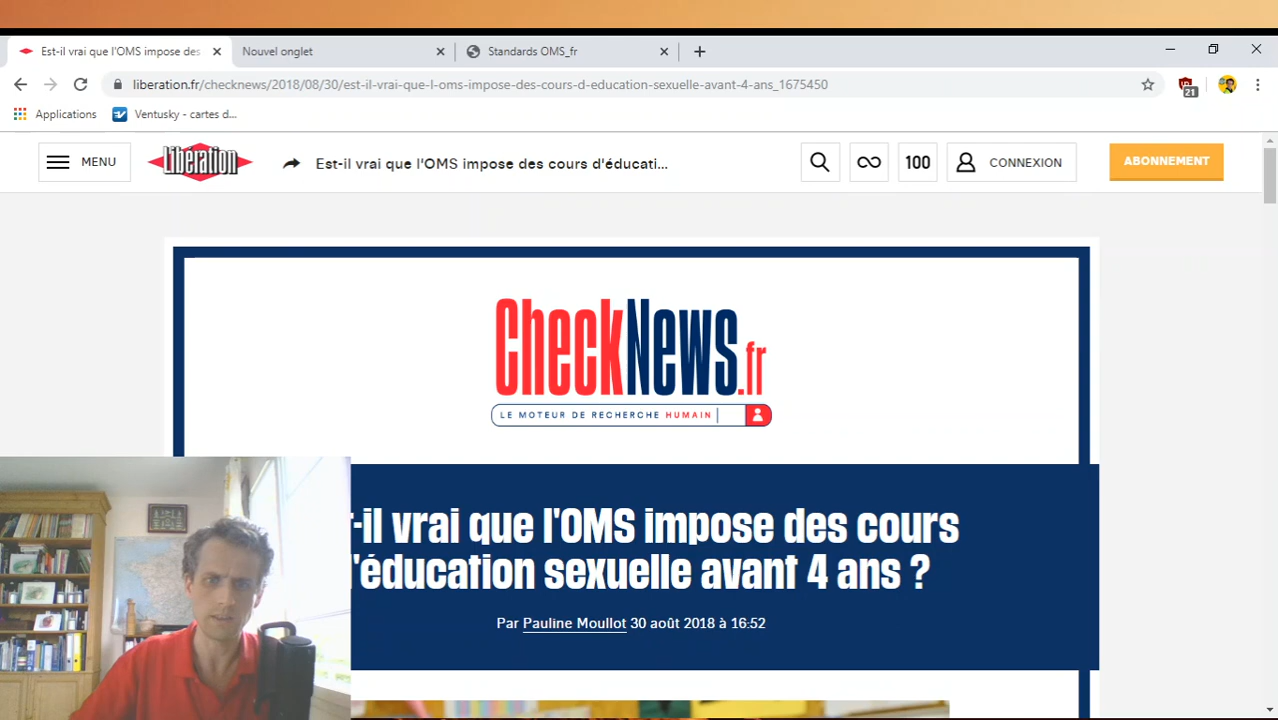 Est-il vrai que l'OMS impose des
Nouvel onglet
Standards OMS_fr
liberation.fr/checknews/2018/08/30/est-il-vrai-que-l-oms-impose-des-cours-d-education-sexuelle-avant-4-ans_1675450
21
Applications
Ventusky - cartes d...
MENU
Libération
Est-il vrai que l'OMS impose des cours d'éducati...
100
CONNEXION
ABONNEMENT
CheckNews.fr
LE MOTEUR DE RECHERCHE HUMAIN
t-il vrai que l'OMS impose des cours
l'éducation sexuelle avant 4 ans ?
Par Pauline Moullot 30 août 2018 à 16:52